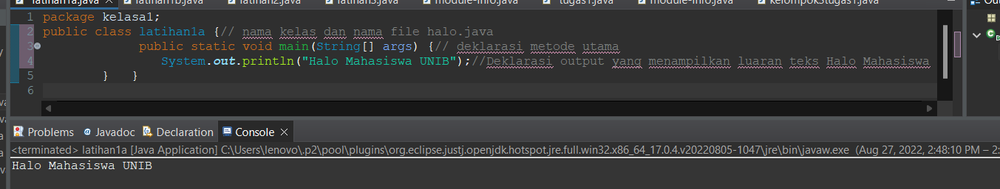 latihan1a.java latihan1b.java latihan2.java latihan3.java module-info.java tugas1.java module-info.java kelompok3tugas1.java Out
1 package kelasa1;
2 public class latihan1a {// nama kelas dan nama file halo.java
3 public static void main(String[] args) {// deklarasi metode utama
4 System.out.println("Halo Mahasiswa UNIB");//Deklarasi output yang menampilkan luaran teks Halo Mahasiswa
5 } }
6
Problems Javadoc Declaration Console
<terminated> latihan1a [Java Application] C:\Users\lenovo\.p2\pool\plugins\org.eclipse.justj.openjdk.hotspot.jre.full.win32.x86_64_17.0.4.v20220805-1047\jre\bin\javaw.exe (Aug 27, 2022, 2:48:10 PM – 2:
Halo Mahasiswa UNIB